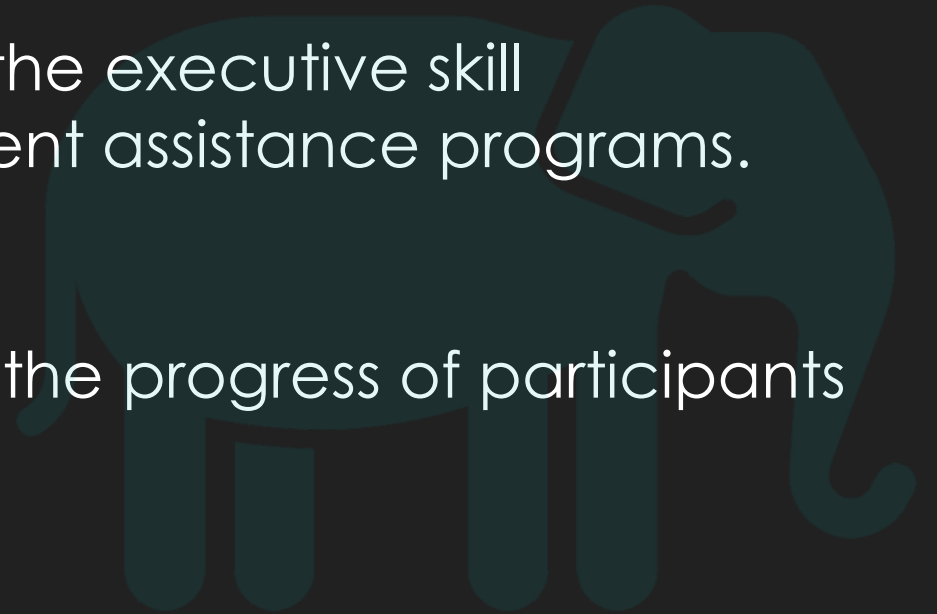 the executive skill
ent assistance programs.
the progress of participants